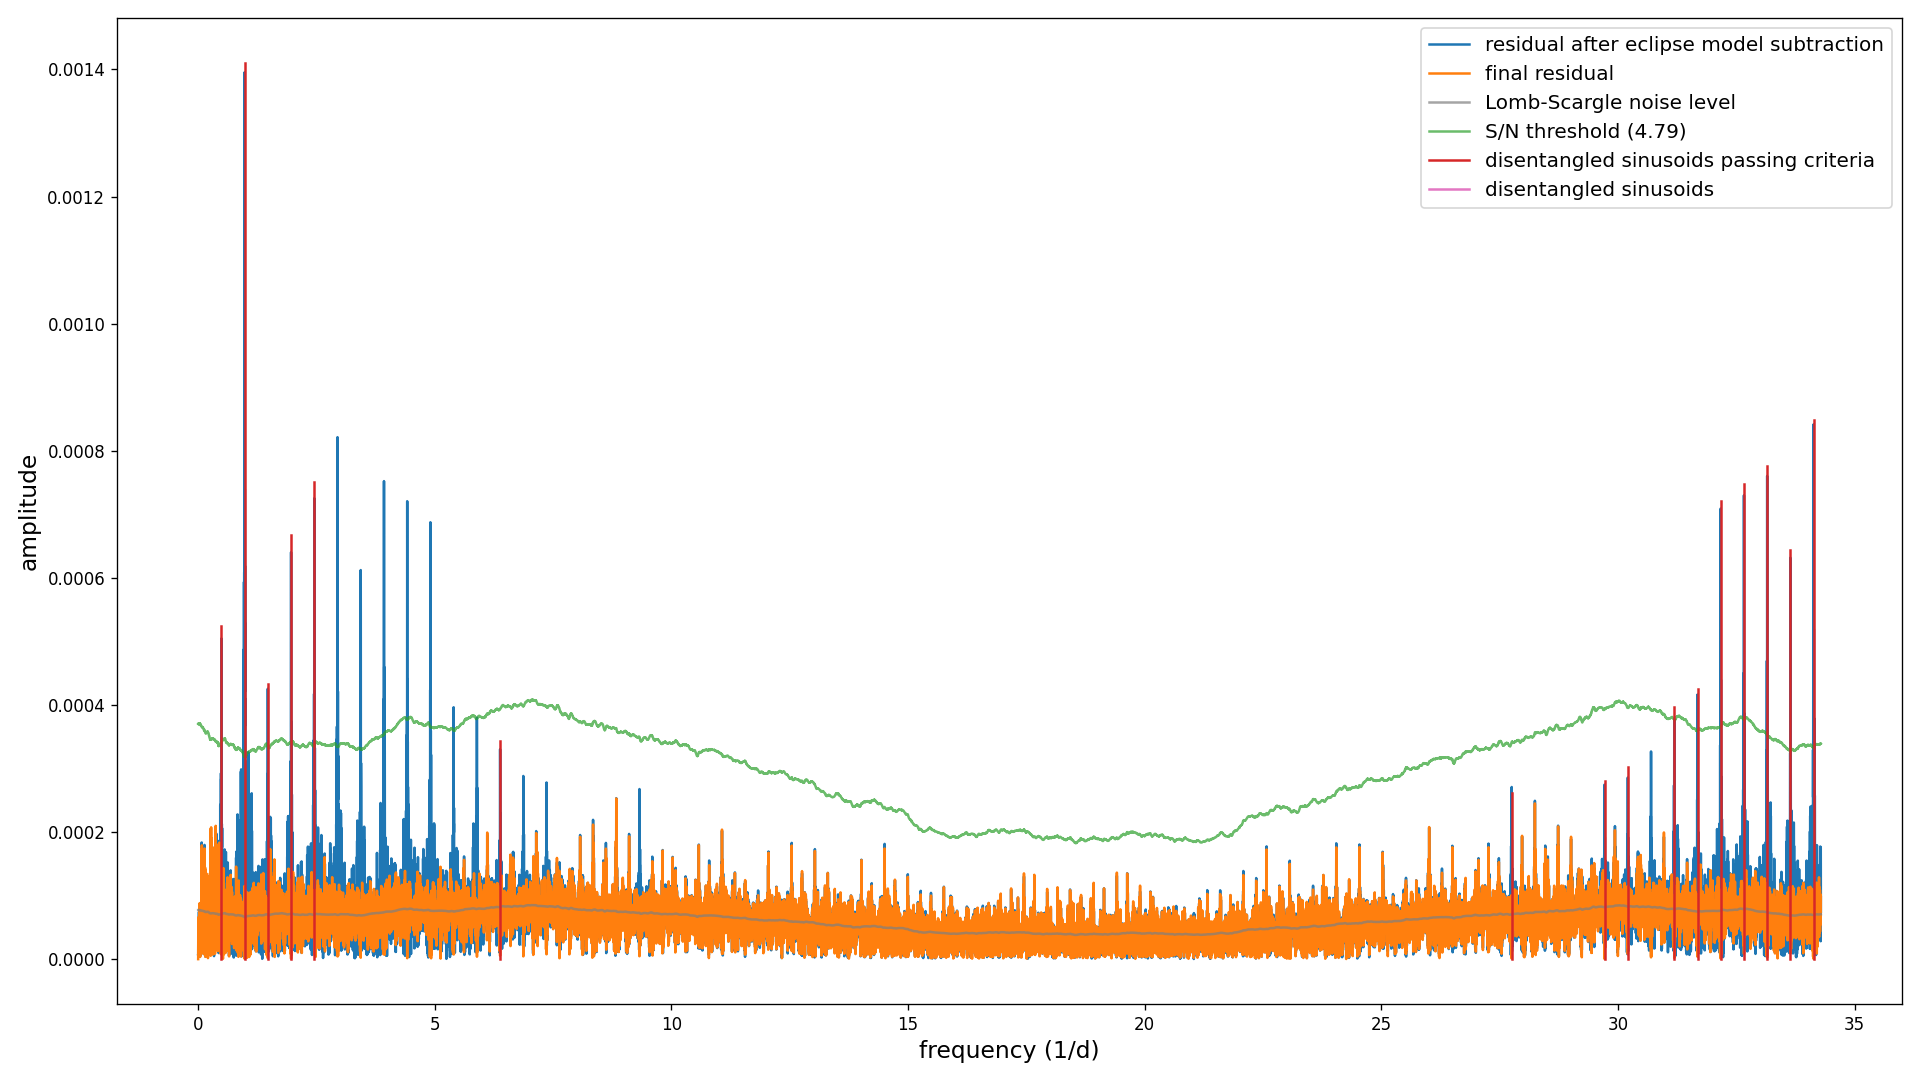 residual after eclipse model subtraction
final residual
Lomb-Scargle noise level
S/N threshold (4.79)
disentangled sinusoids passing criteria
disentangled sinusoids
0.0014
0.0012
0.0010
0.0008
0.0006
0.0004
0.0002
0.0000
amplitude
0 5 10 15 20 25 30 35
frequency (1/d)